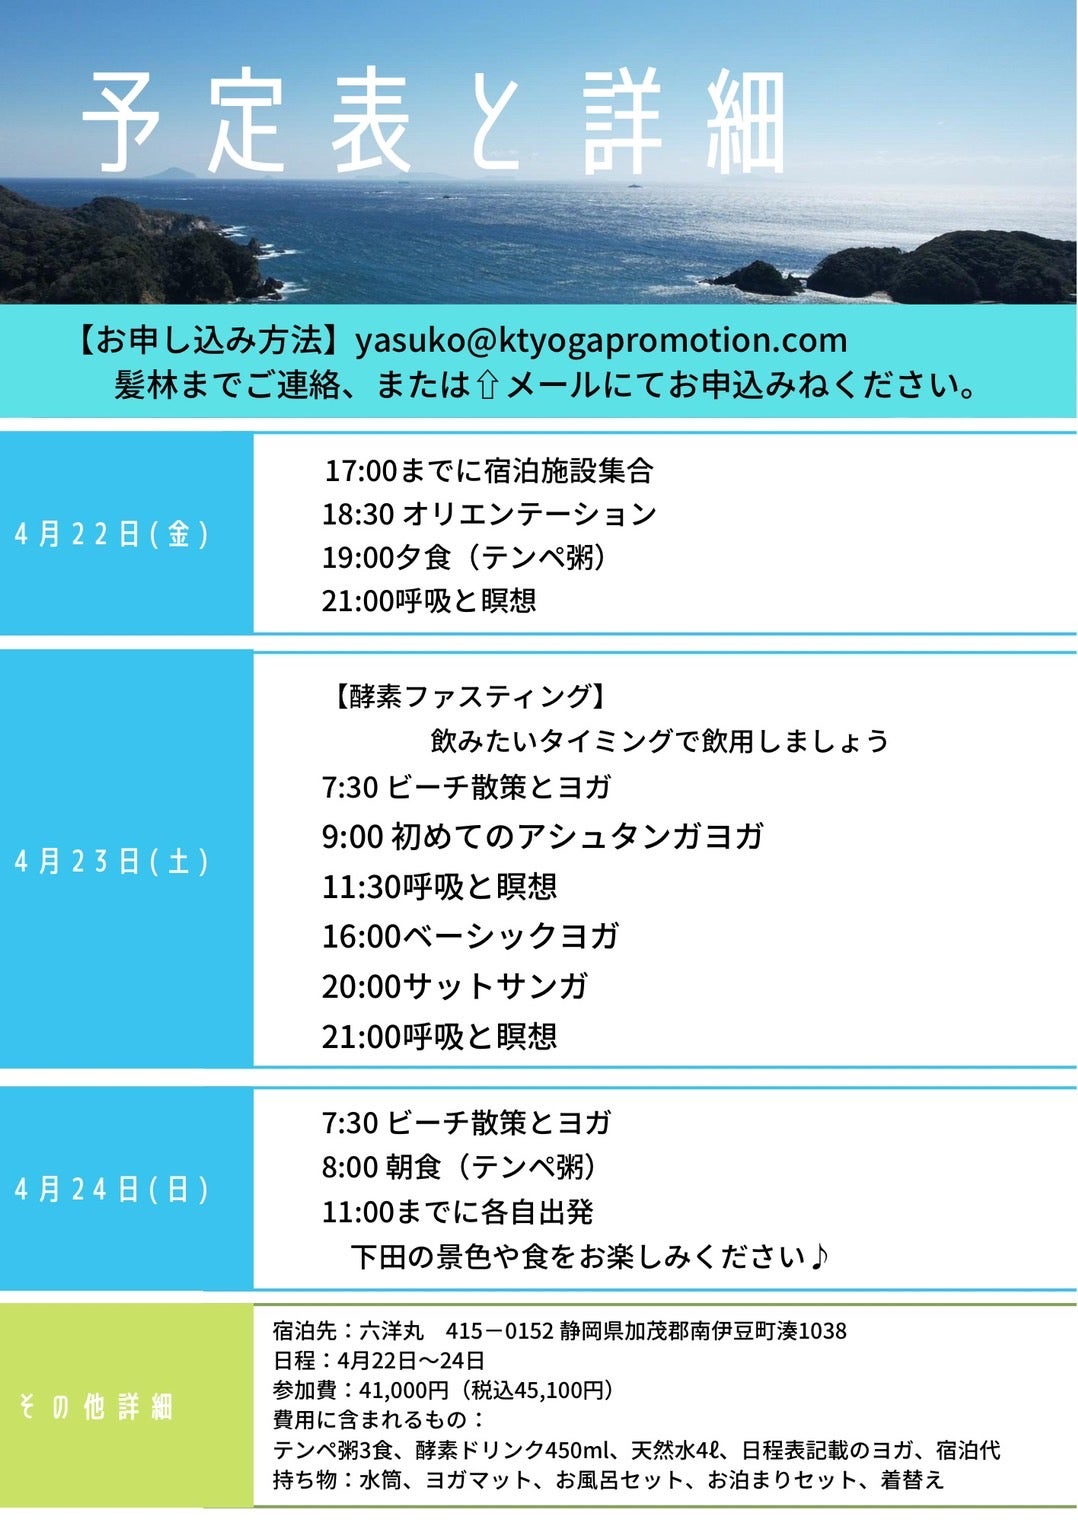 予定表と詳細
【お申し込み方法】yasuko@ktyogapromotion.com
髪林までご連絡、または⇧メールにてお申込みねください。
4月22日(金)
17:00までに宿泊施設集合
18:30 オリエンテーション
19:00夕食（テンペ粥）
21:00呼吸と瞑想
4月23日(土)
【酵素ファスティング】
飲みたいタイミングで飲用しましょう
7:30 ビーチ散策とヨガ
9:00 初めてのアシュタンガヨガ
11:30呼吸と瞑想
16:00ベーシックヨガ
20:00サットサンガ
21:00呼吸と瞑想
4月24日(日)
7:30 ビーチ散策とヨガ
8:00 朝食（テンペ粥）
11:00までに各自出発
下田の景色や食をお楽しみください♪
その他詳細
宿泊先：六洋丸　415－0152 静岡県加茂郡南伊豆町湊1038
日程：4月22日～24日
参加費：41,000円（税込45,100円）
費用に含まれるもの：
テンペ粥3食、酵素ドリンク450ml、天然水4ℓ、日程表記載のヨガ、宿泊代
持ち物：水筒、ヨガマット、お風呂セット、お泊まりセット、着替え